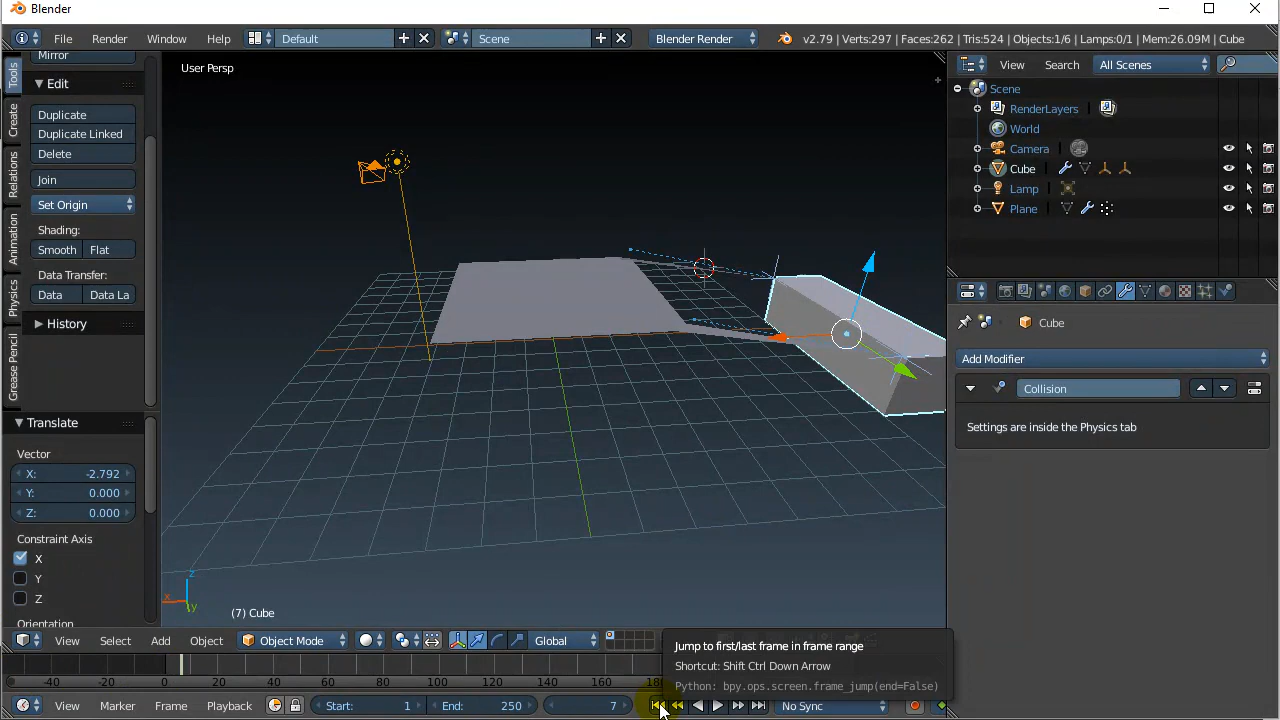 Blender
File Render Window Help Default Scene Blender Render v2.79 | Verts:297 | Faces:262 | Tris:524 | Objects:1/6 | Lamps:0/1 | Mem:26.09M | Cube
Tools
Create
Relations
Animation
Physics
Grease Pencil
Mirror
Edit
Duplicate
Duplicate Linked
Delete
Join
Set Origin
Shading:
Smooth Flat
Data Transfer:
Data Data La
History
Translate
Vector
X: -2.792
Y: 0.000
Z: 0.000
Constraint Axis
X
Y
Z
Orientation
User Persp
z
x
y
(7) Cube
View Select Add Object Object Mode Global
Jump to first/last frame in frame range
Shortcut: Shift Ctrl Down Arrow
Python: bpy.ops.screen.frame_jump(end=False)
-40 -20 0 20 40 60 80 100 120 140 160 180
View Marker Frame Playback Start: 1 End: 250 7 No Sync
View Search All Scenes
Scene
RenderLayers
World
Camera
Cube
Lamp
Plane
Cube
Add Modifier
Collision
Settings are inside the Physics tab